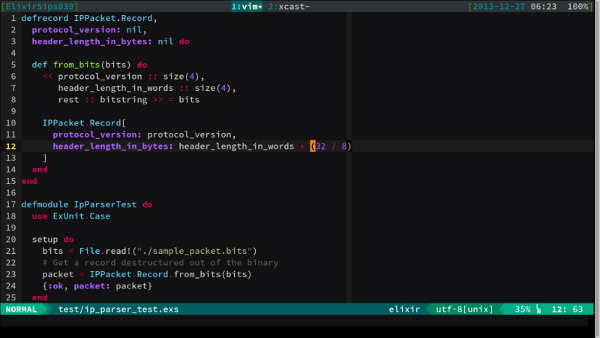 [ElixirSips039] 1:vim* 2:xcast- [2013-12-27 06:23 100%]
1 defrecord IPPacket.Record,
2 protocol_version: nil,
3 header_length_in_bytes: nil do
4
5 def from_bits(bits) do
6 << protocol_version :: size(4),
7 header_length_in_words :: size(4),
8 rest :: bitstring >> = bits
9
10 IPPacket.Record[
11 protocol_version: protocol_version,
12 header_length_in_bytes: header_length_in_words * (32 / 8)
13 ]
14 end
15 end
16
17 defmodule IpParserTest do
18 use ExUnit.Case
19
20 setup do
21 bits = File.read!("./sample_packet.bits")
22 # Get a record destructured out of the binary
23 packet = IPPacket.Record.from_bits(bits)
24 {:ok, packet: packet}
25 end
NORMAL test/ip_parser_test.exs elixir utf-8[unix] 35% 12: 63